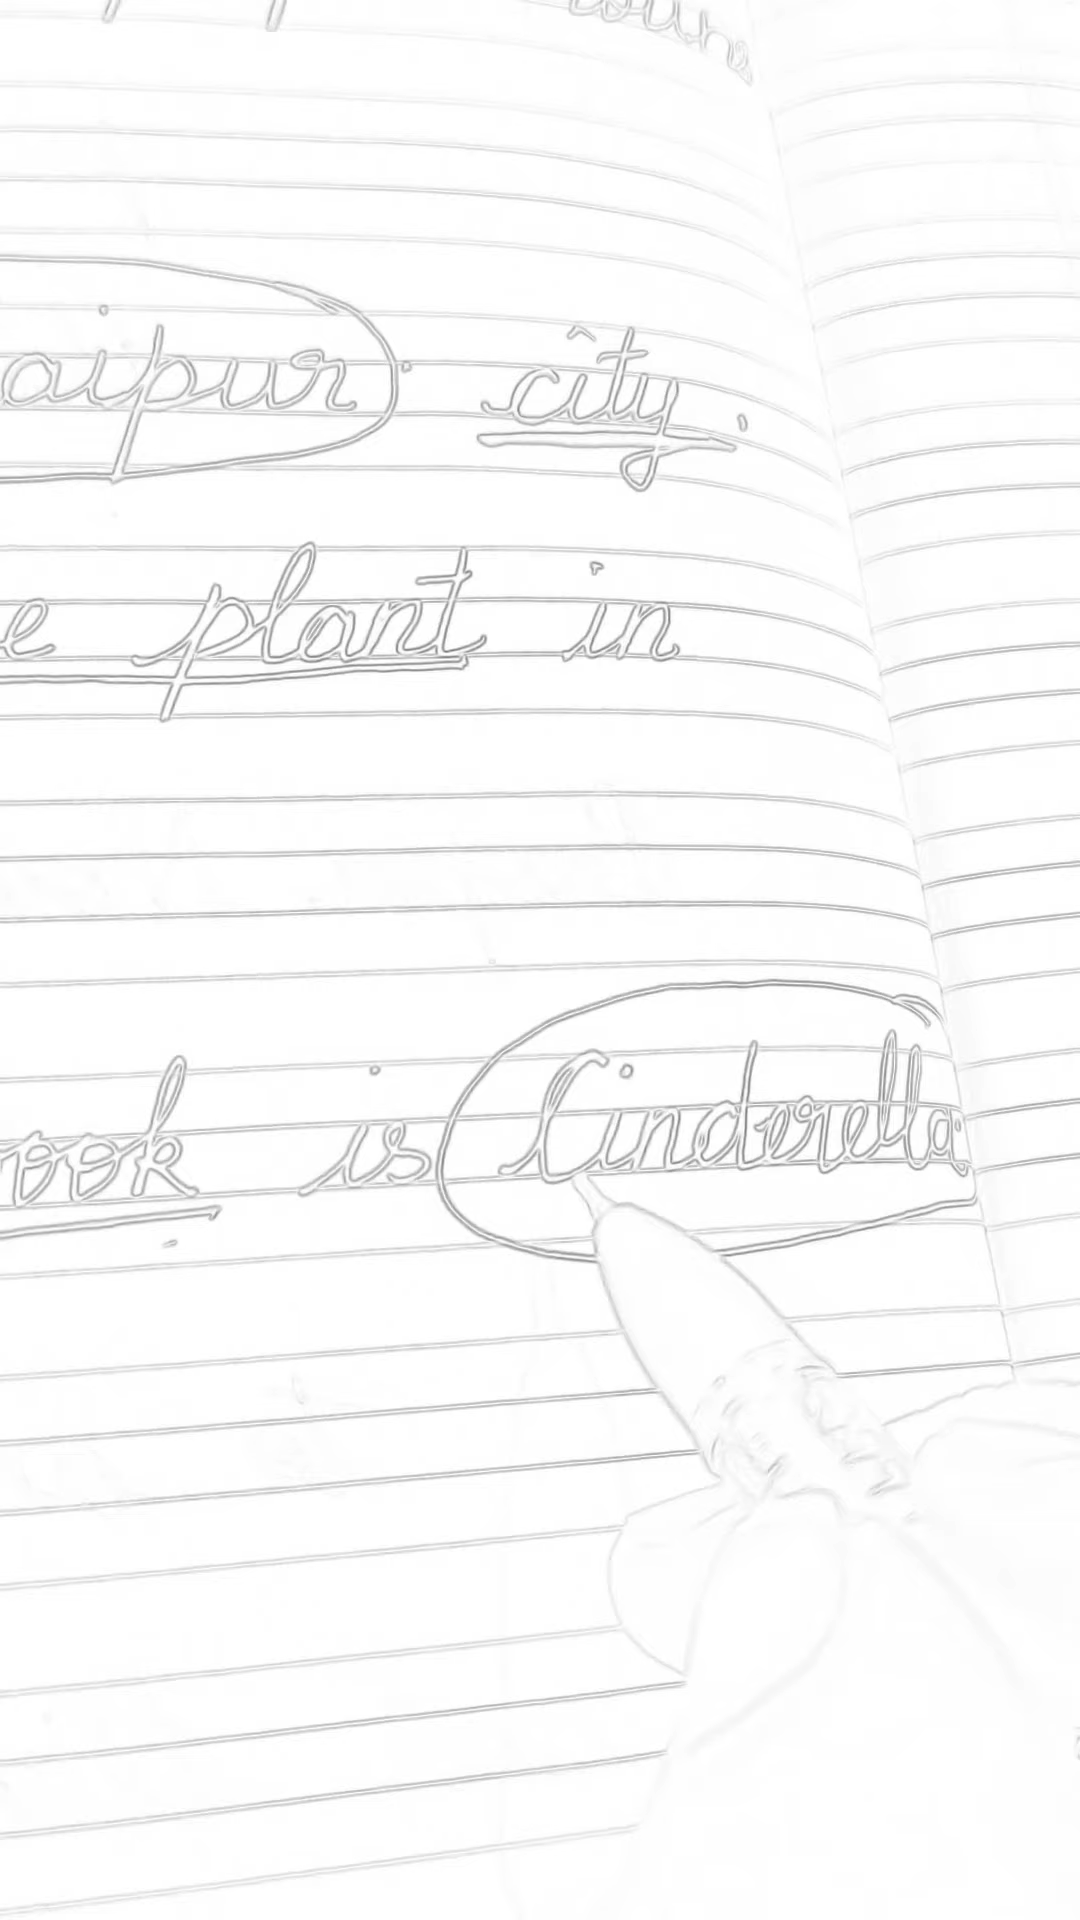 aipur. city.
e plant in
ook is Cinderella